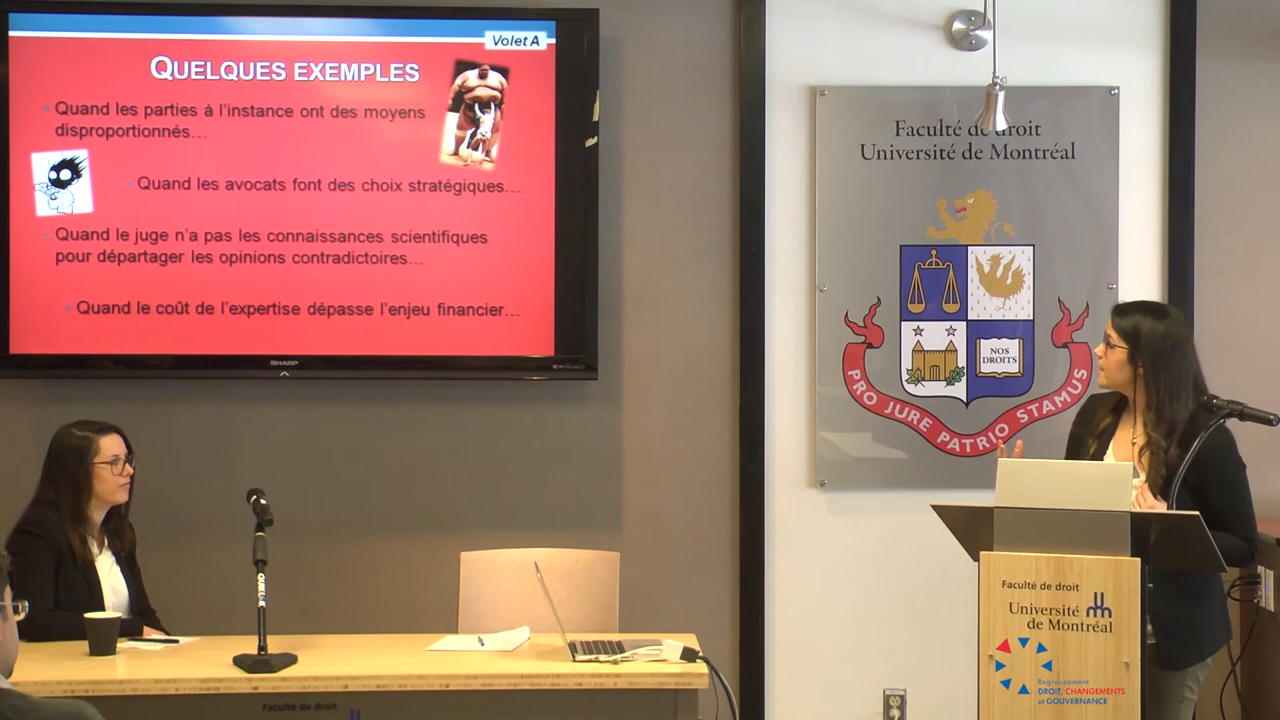 Volet A
QUELQUES EXEMPLES
Quand les parties à l'instance ont des moyens
disproportionnés…
Quand les avocats font des choix stratégiques…
Quand le juge n'a pas les connaissances scientifiques
pour départager les opinions contradictoires…
Quand le coût de l'expertise dépasse l'enjeu financier…
SHARP
Faculté de droit
Université de Montréal
NOS
DROITS
PRO JURE PATRIO STAMUS
Faculté de droit
Université
de Montréal
Regroupement
DROIT, CHANGEMENTS
et GOUVERNANCE
Faculté de droit